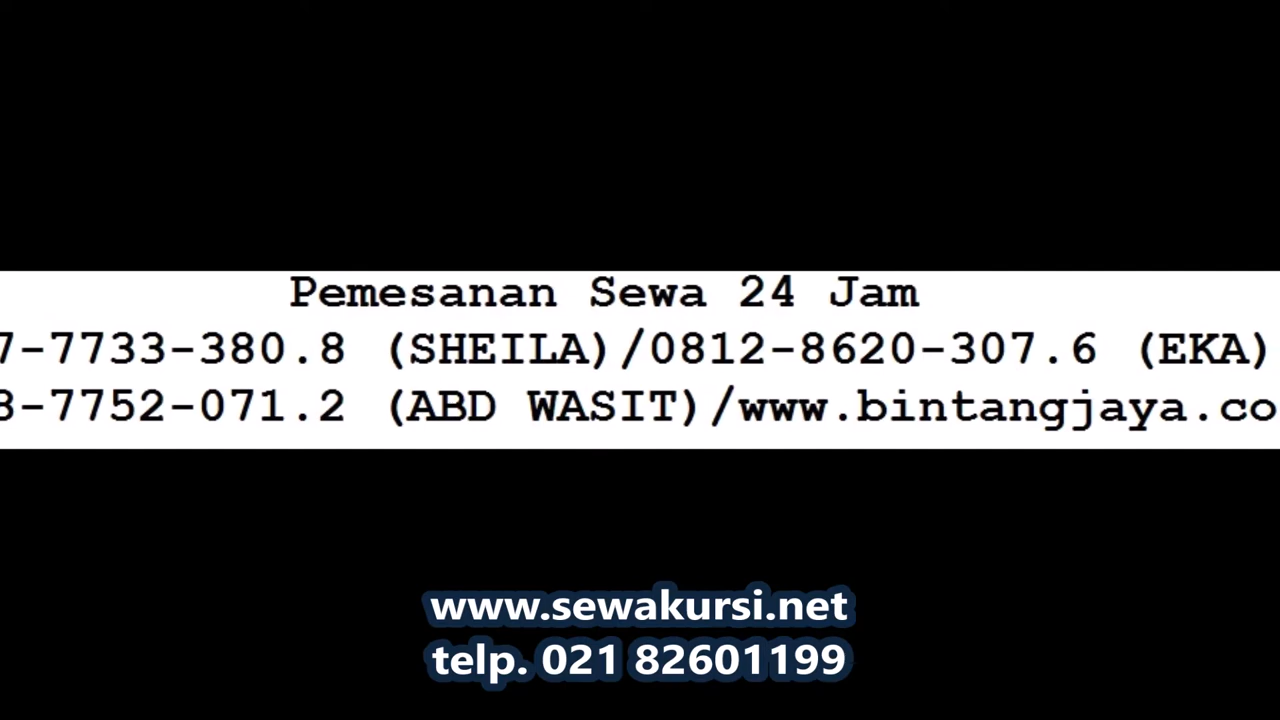 Pemesanan Sewa 24 Jam
7-7733-380.8 (SHEILA)/0812-8620-307.6 (EKA)
8-7752-071.2 (ABD WASIT)/www.bintangjaya.co
www.sewakursi.net
telp. 021 82601199